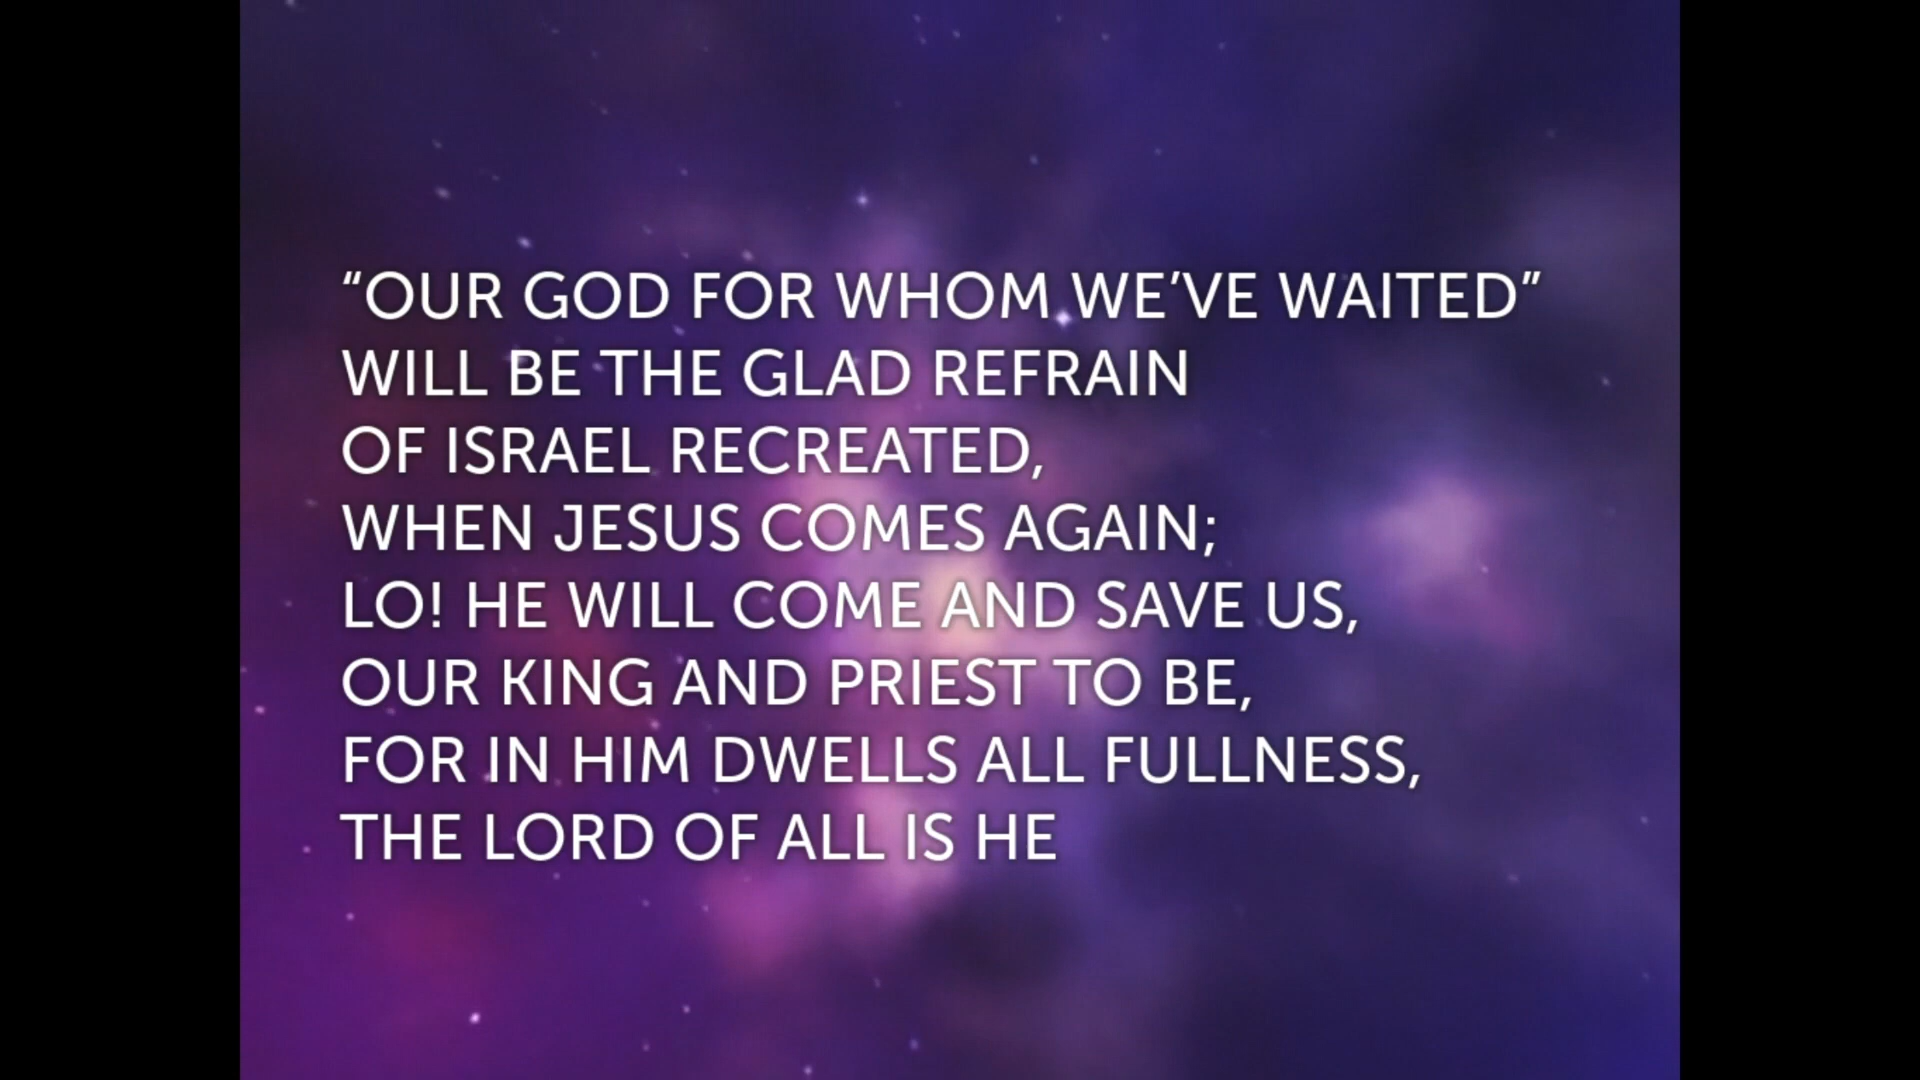 “OUR GOD FOR WHOM WE’VE WAITED”
WILL BE THE GLAD REFRAIN
OF ISRAEL RECREATED,
WHEN JESUS COMES AGAIN;
LO! HE WILL COME AND SAVE US,
OUR KING AND PRIEST TO BE,
FOR IN HIM DWELLS ALL FULLNESS,
THE LORD OF ALL IS HE